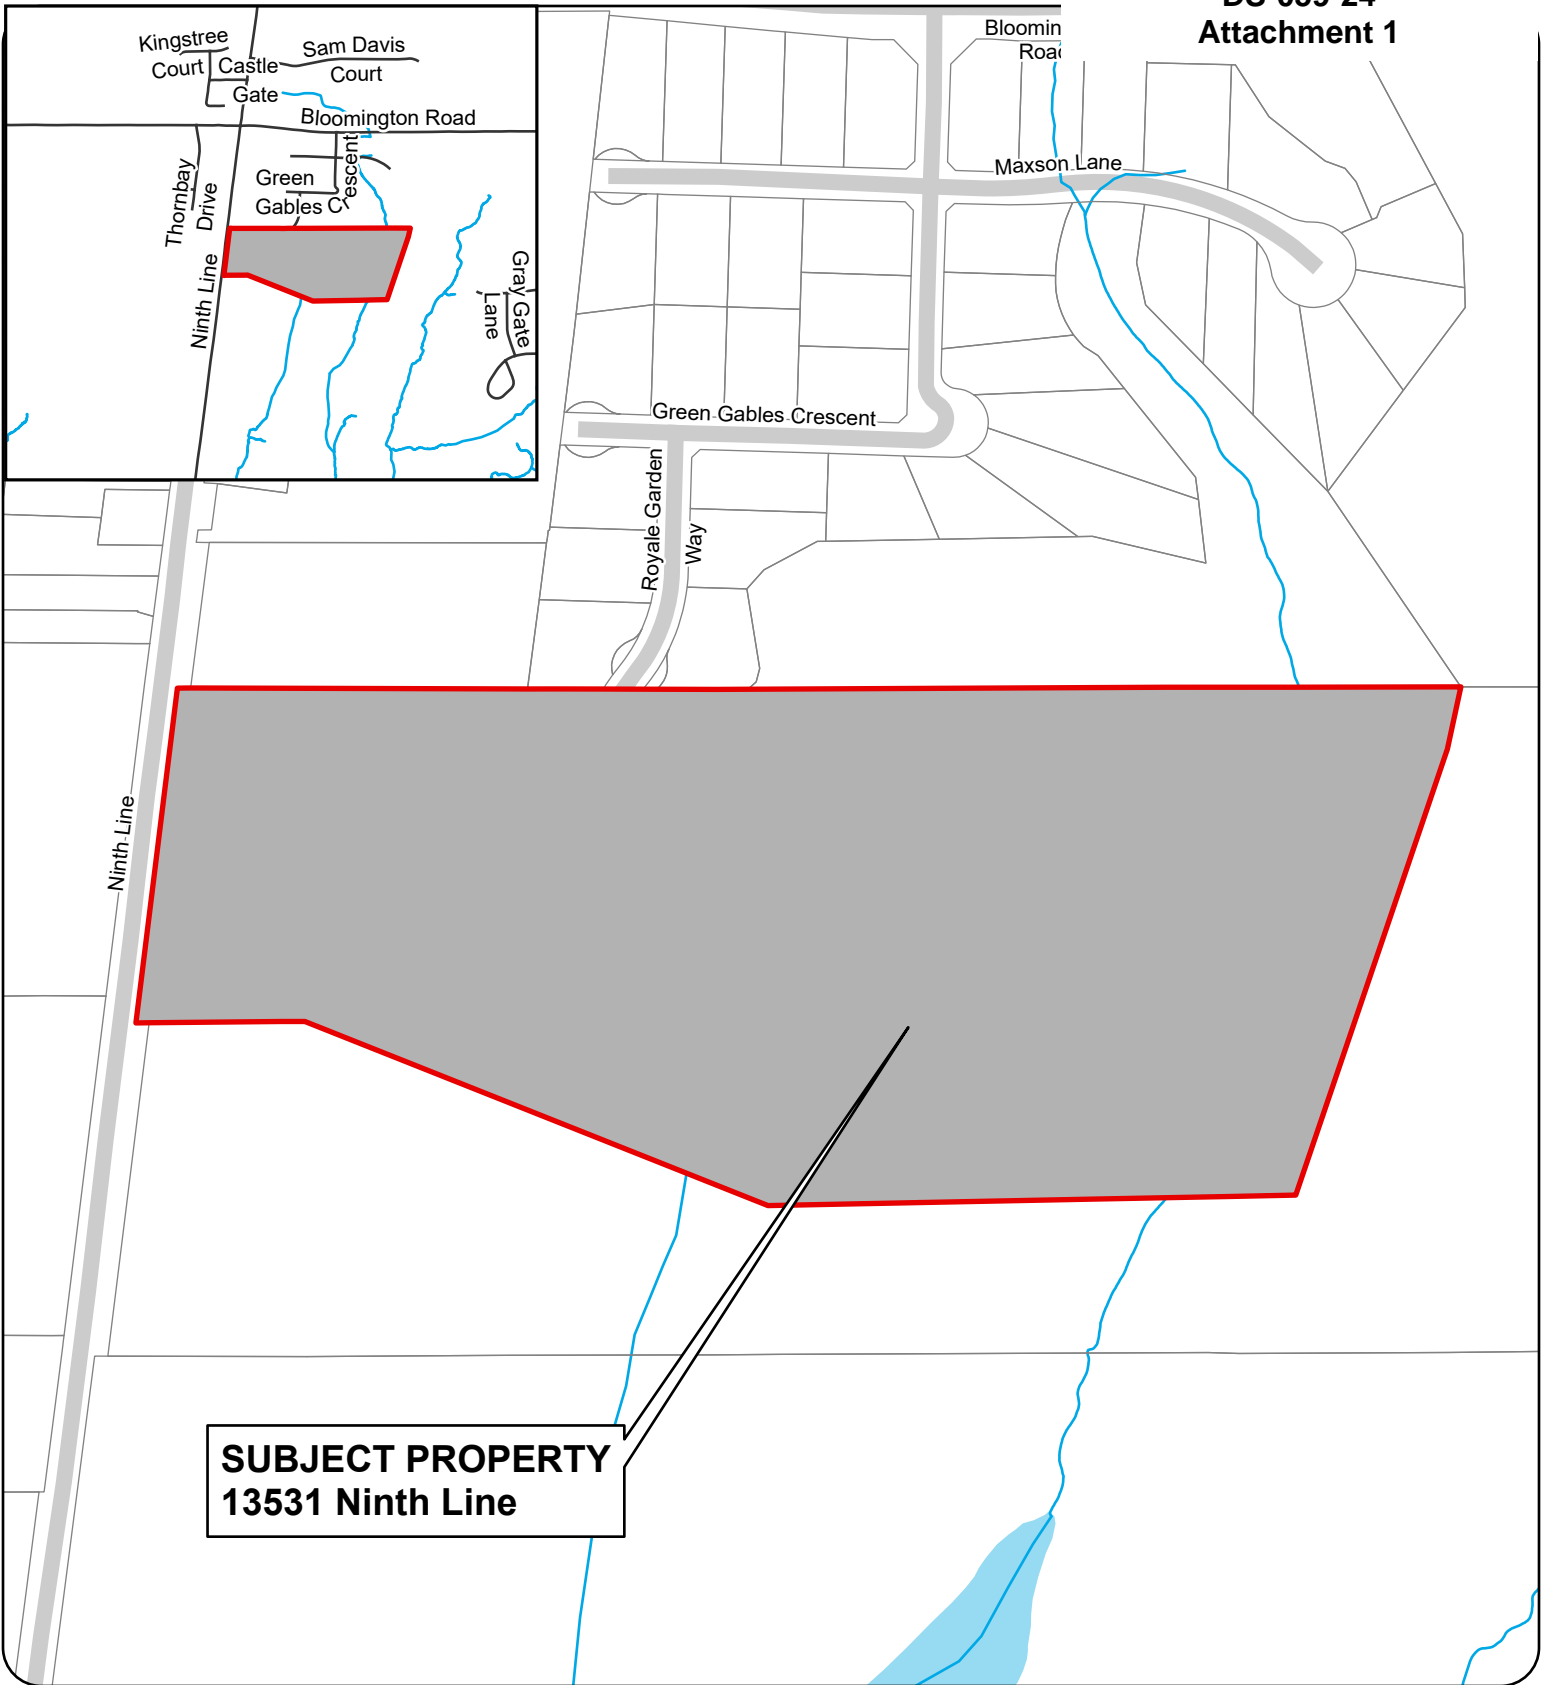 Attachment 1
Kingstree
Court
Castle
Gate
Sam Davis
Court
Bloomington Road
Thornbay
Drive
Green
Gables Crescent
Ninth Line
Gray Gate
Lane
Maxson Lane
Green Gables Crescent
Royale Garden
Way
Ninth Line
SUBJECT PROPERTY
13531 Ninth Line